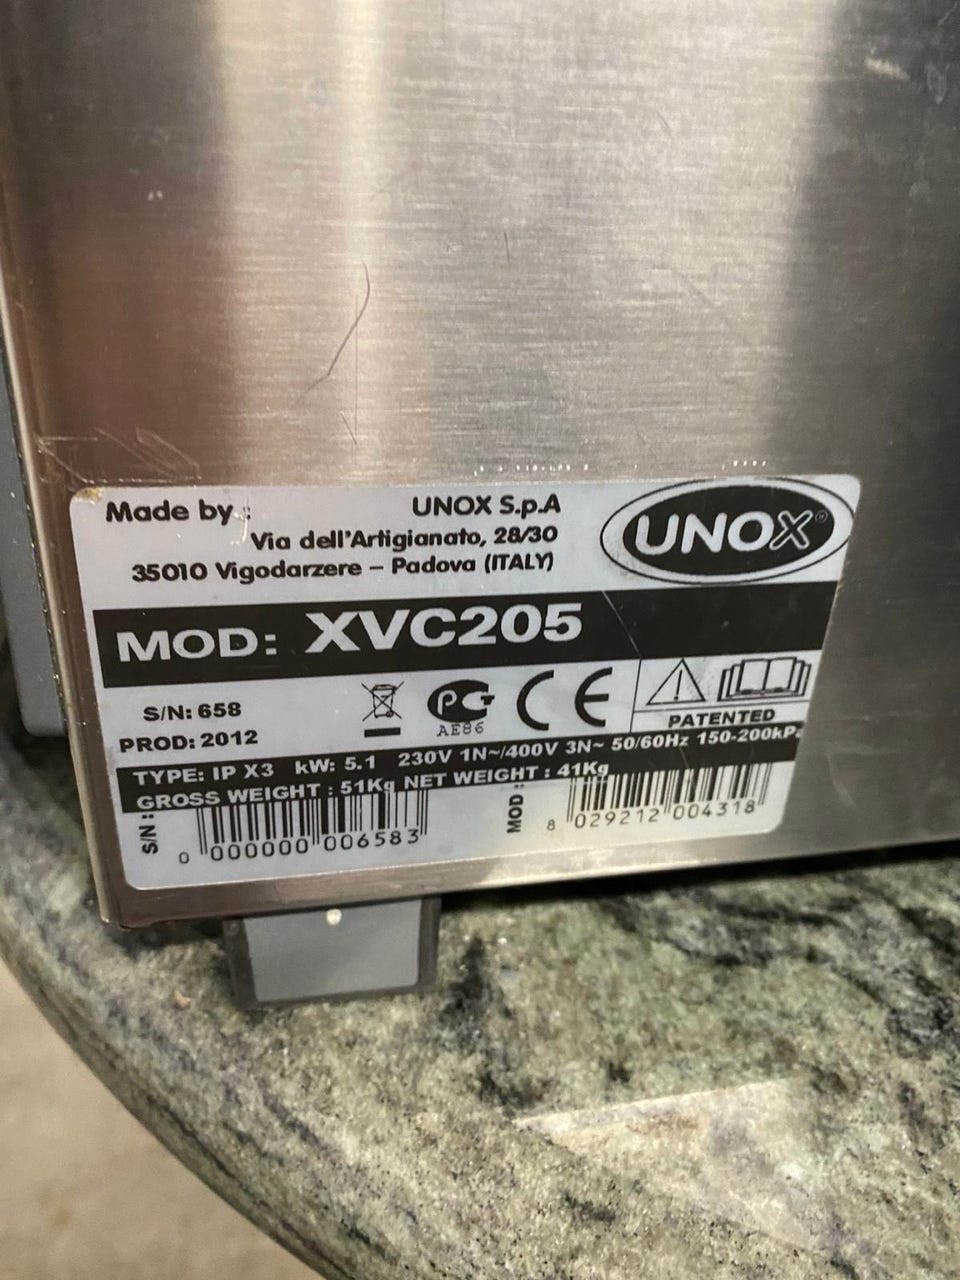 Made by : UNOX S.p.A
Via dell'Artigianato, 28/30
35010 Vigodarzere – Padova (ITALY)
UNOX®
MOD: XVC205
S/N: 658
PROD: 2012
PG
AE86
CE
PATENTED
TYPE: IP X3 kW: 5.1 230V 1N~/400V 3N~ 50/60Hz 150-200kPa
GROSS WEIGHT : 51Kg NET WEIGHT : 41Kg
S/N :
0 000000 006583
MOD :
8 029212 004318